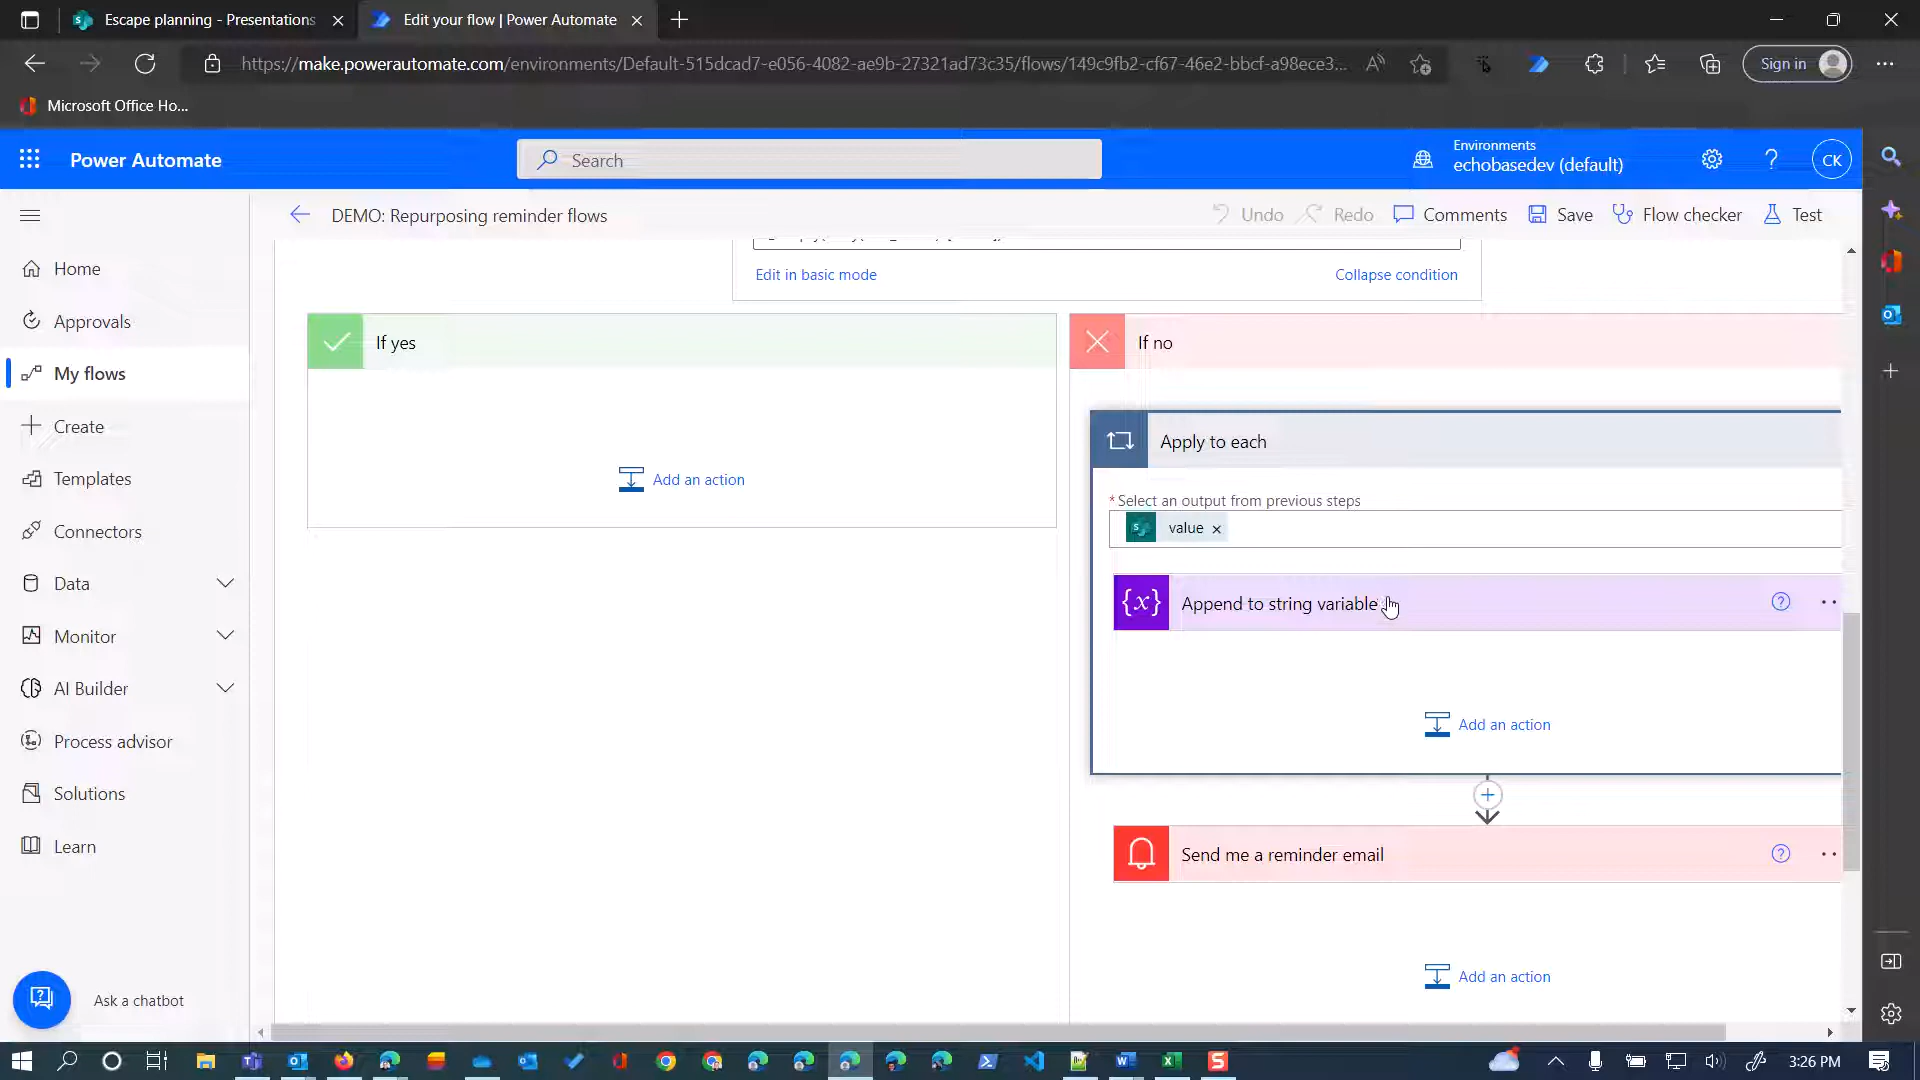 Escape planning - Presentations
Edit your flow | Power Automate
https://make.powerautomate.com/environments/Default-515dcad7-e056-4082-ae9b-27321ad73c35/flows/149c9fb2-cf67-46e2-bbcf-a98ece3...
Sign in
Microsoft Office Ho...
Power Automate
Search
Environments
echobasedev (default)
CK
DEMO: Repurposing reminder flows
Undo
Redo
Comments
Save
Flow checker
Test
Home
Approvals
My flows
Create
Templates
Connectors
Data
Monitor
AI Builder
Process advisor
Solutions
Learn
Ask a chatbot
Edit in basic mode
Collapse condition
If yes
Add an action
If no
Apply to each
* Select an output from previous steps
value
{x} Append to string variable
Add an action
Send me a reminder email
Add an action
3:26 PM